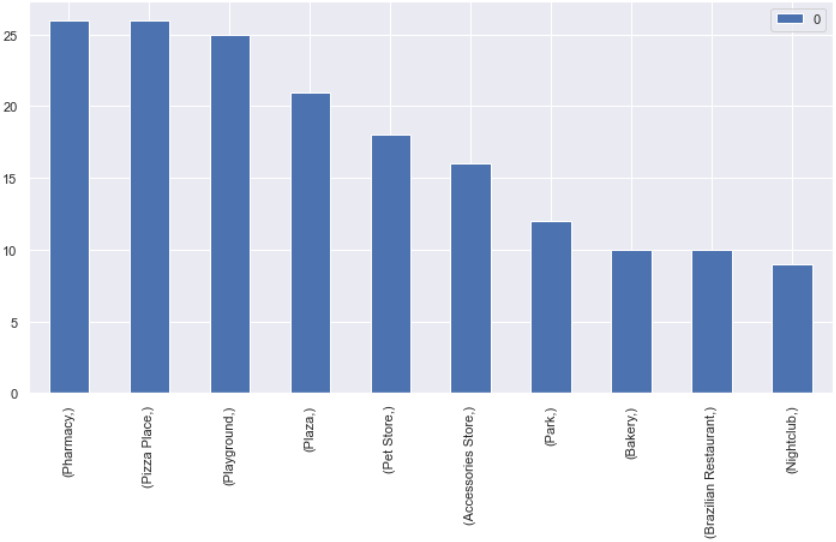 0
25
20
15
10
5
0
(Pharmacy,)
(Pizza Place,)
(Playground,)
(Plaza,)
(Pet Store,)
(Accessories Store,)
(Park,)
(Bakery,)
(Brazilian Restaurant,)
(Nightclub,)